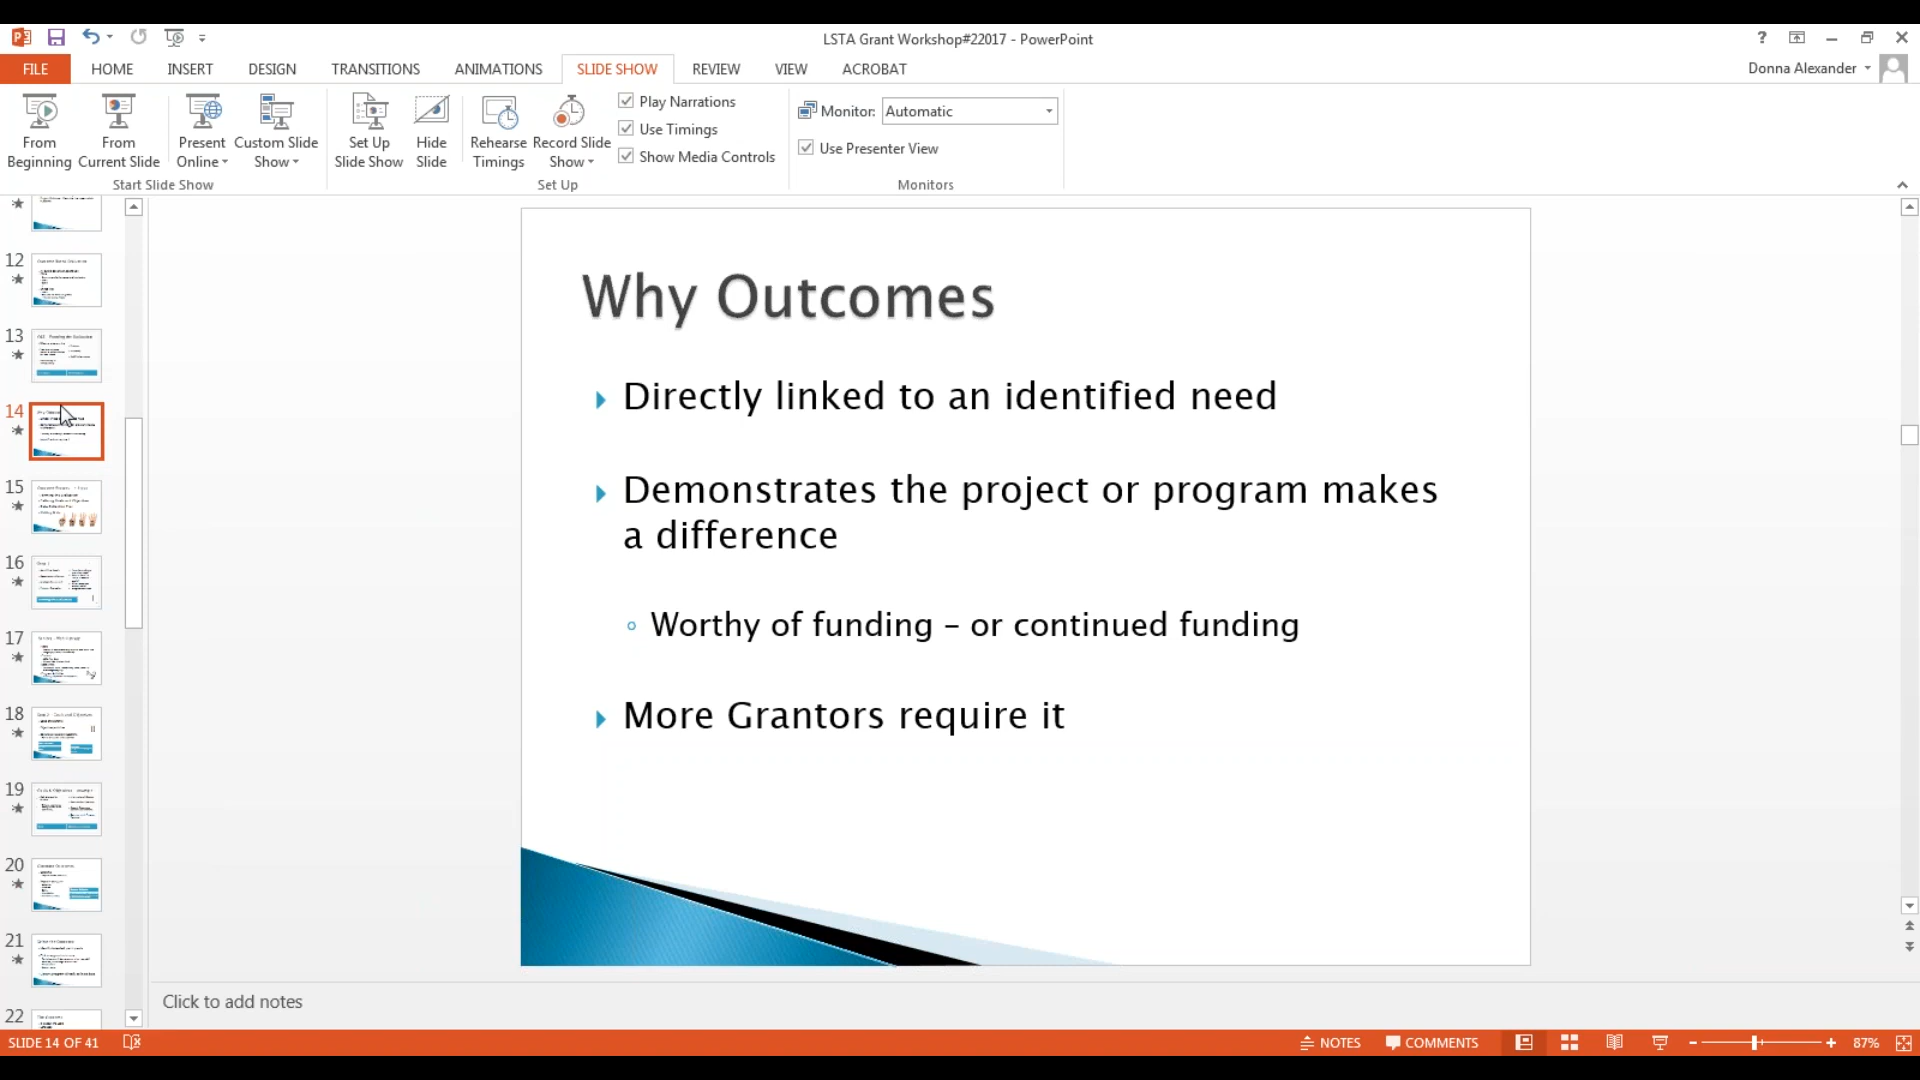 LSTA Grant Workshop#22017 - PowerPoint
FILE HOME INSERT DESIGN TRANSITIONS ANIMATIONS SLIDE SHOW REVIEW VIEW ACROBAT
Donna Alexander
From Beginning
From Current Slide
Present Online
Custom Slide Show
Start Slide Show
Set Up Slide Show
Hide Slide
Rehearse Timings
Record Slide Show
Play Narrations
Use Timings
Show Media Controls
Set Up
Monitor: Automatic
Use Presenter View
Monitors
12
13
14
15
16
17
18
19
20
21
22
Why Outcomes
Directly linked to an identified need
Demonstrates the project or program makes
a difference
Worthy of funding – or continued funding
More Grantors require it
Click to add notes
SLIDE 14 OF 41
NOTES
COMMENTS
87%